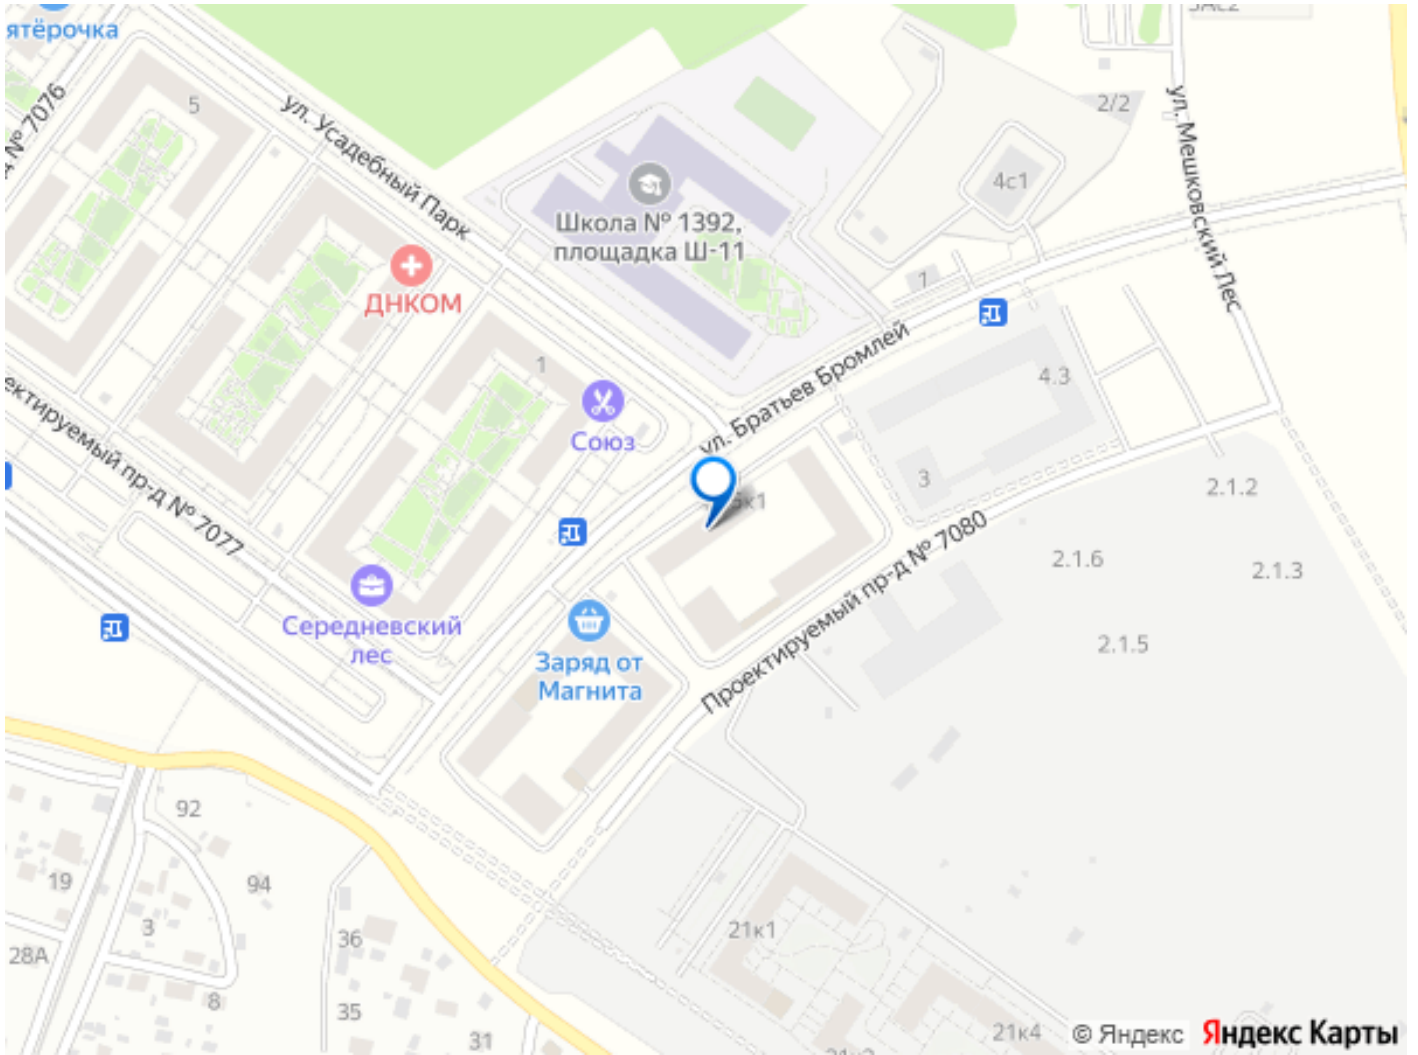 3Ас2
ятёрочка
д № 7076
5
ул. Усадебный Парк
2/2
ул. Мешковский Лес
4с1
Школа № 1392,
площадка Ш-11
ДНКОМ
7
ул. Братьев Бромлей
1
4.3
Союз
ектируемый пр-д № 7077
3
к1
2.1.2
Проектируемый пр-д № 7080
2.1.6
2.1.3
Середневский
лес
2.1.5
Заряд от
Магнита
92
19
94
3
28А
36
21к1
8
35
31
21к4
© Яндекс
Яндекс Карты